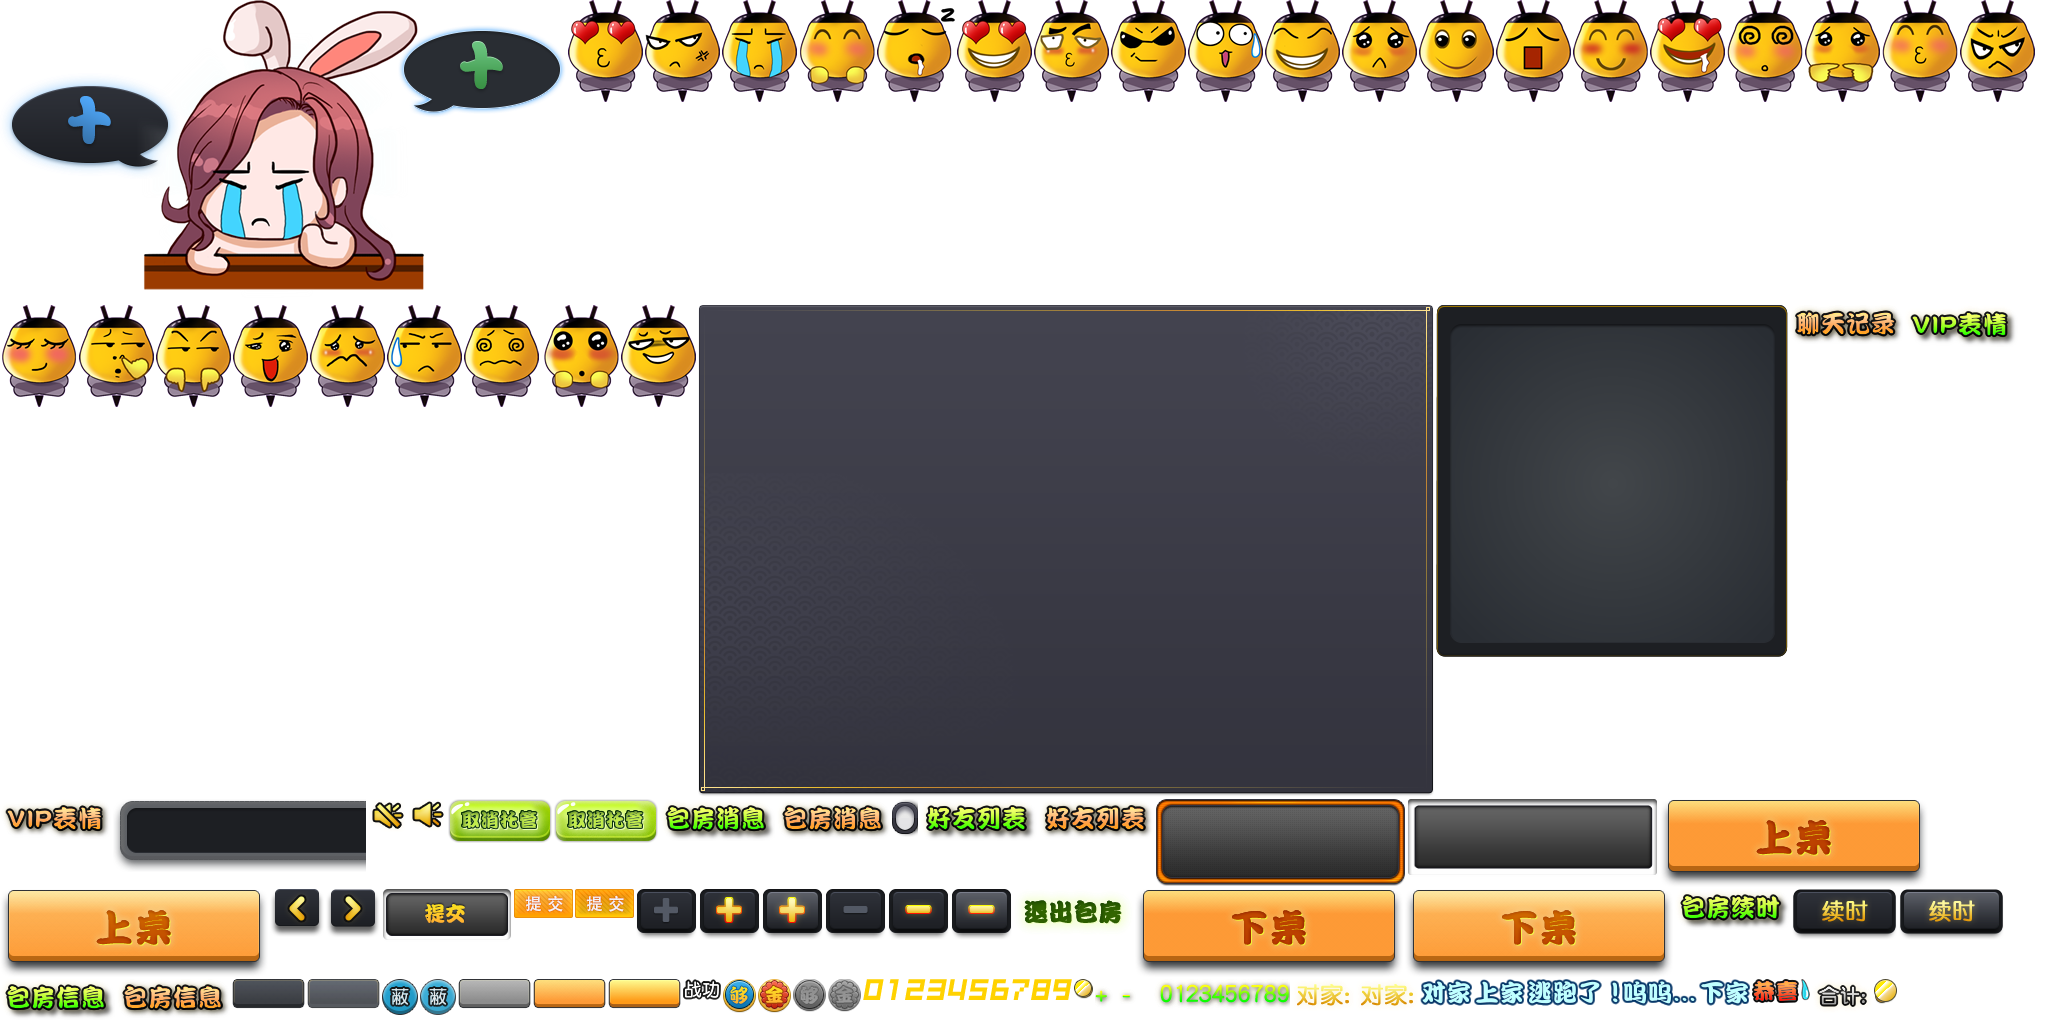 z
聊天记录 VIP表情
VIP表情 取消托管 取消托管 包房消息 包房消息 好友列表 好友列表 上桌
上桌 提交 提交 提交 退出包房 下桌 下桌 包房续时 续时 续时
包房信息 包房信息 蔽 蔽 战功 够 金 够 金 0123456789 + - 0123456789 对家: 对家: 对家 上家 逃跑了 !呜呜... 下家 恭喜 合计: